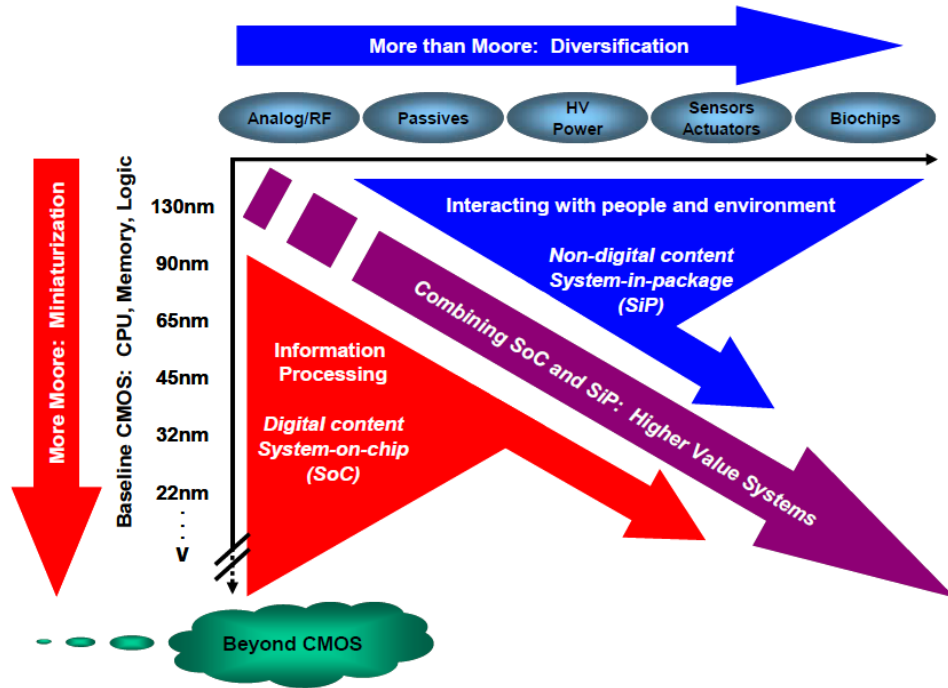 More than Moore: Diversification
Analog/RF
Passives
HV
Power
Sensors
Actuators
Biochips
More Moore: Miniaturization
Baseline CMOS: CPU, Memory, Logic
130nm
90nm
65nm
45nm
32nm
22nm
V
Interacting with people and environment
Non-digital content
System-in-package
(SiP)
Combining SoC and SiP: Higher Value Systems
Information
Processing
Digital content
System-on-chip
(SoC)
Beyond CMOS